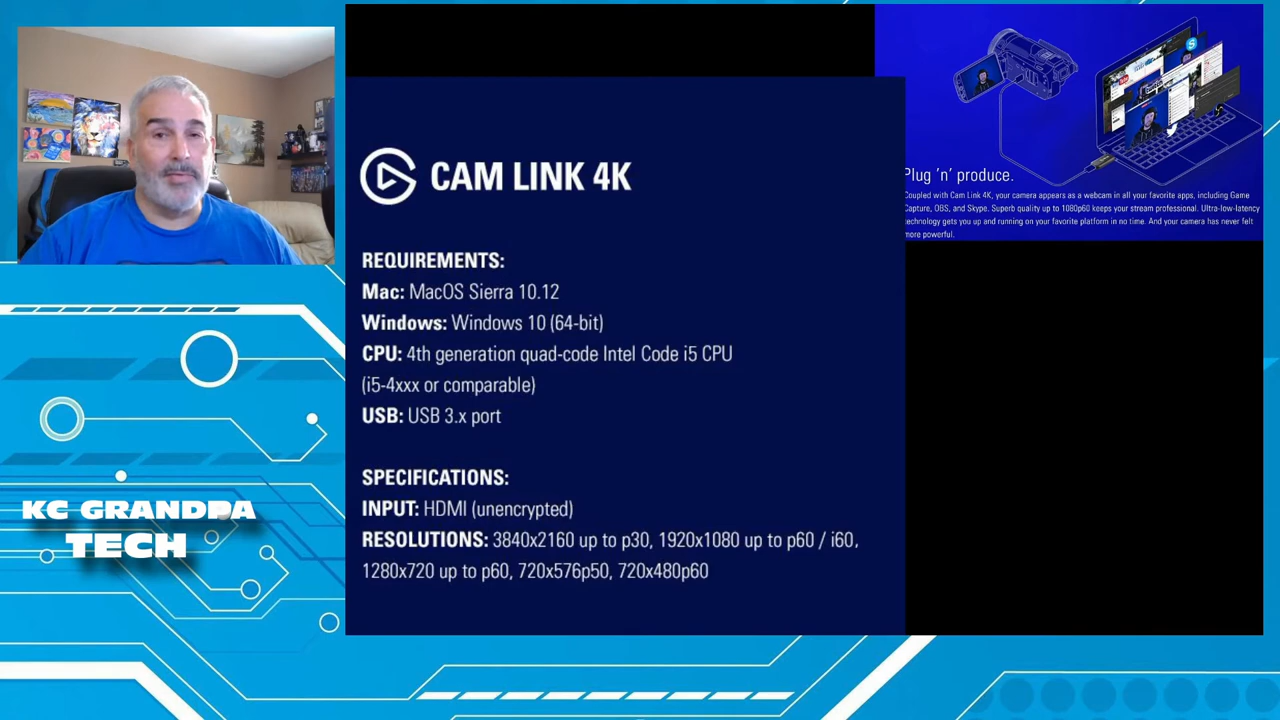 CAM LINK 4K
REQUIREMENTS:
Mac: MacOS Sierra 10.12
Windows: Windows 10 (64-bit)
CPU: 4th generation quad-code Intel Code i5 CPU
(i5-4xxx or comparable)
USB: USB 3.x port
SPECIFICATIONS:
INPUT: HDMI (unencrypted)
RESOLUTIONS: 3840x2160 up to p30, 1920x1080 up to p60 / i60,
1280x720 up to p60, 720x576p50, 720x480p60
Plug 'n' produce.
Coupled with Cam Link 4K, your camera appears as a webcam in all your favorite apps, including Game
Capture, OBS, and Skype. Superb quality up to 1080p60 keeps your stream professional. Ultra-low-latency
technology gets you up and running on your favorite platform in no time. And your camera has never felt
more powerful.
KC GRANDPA
TECH